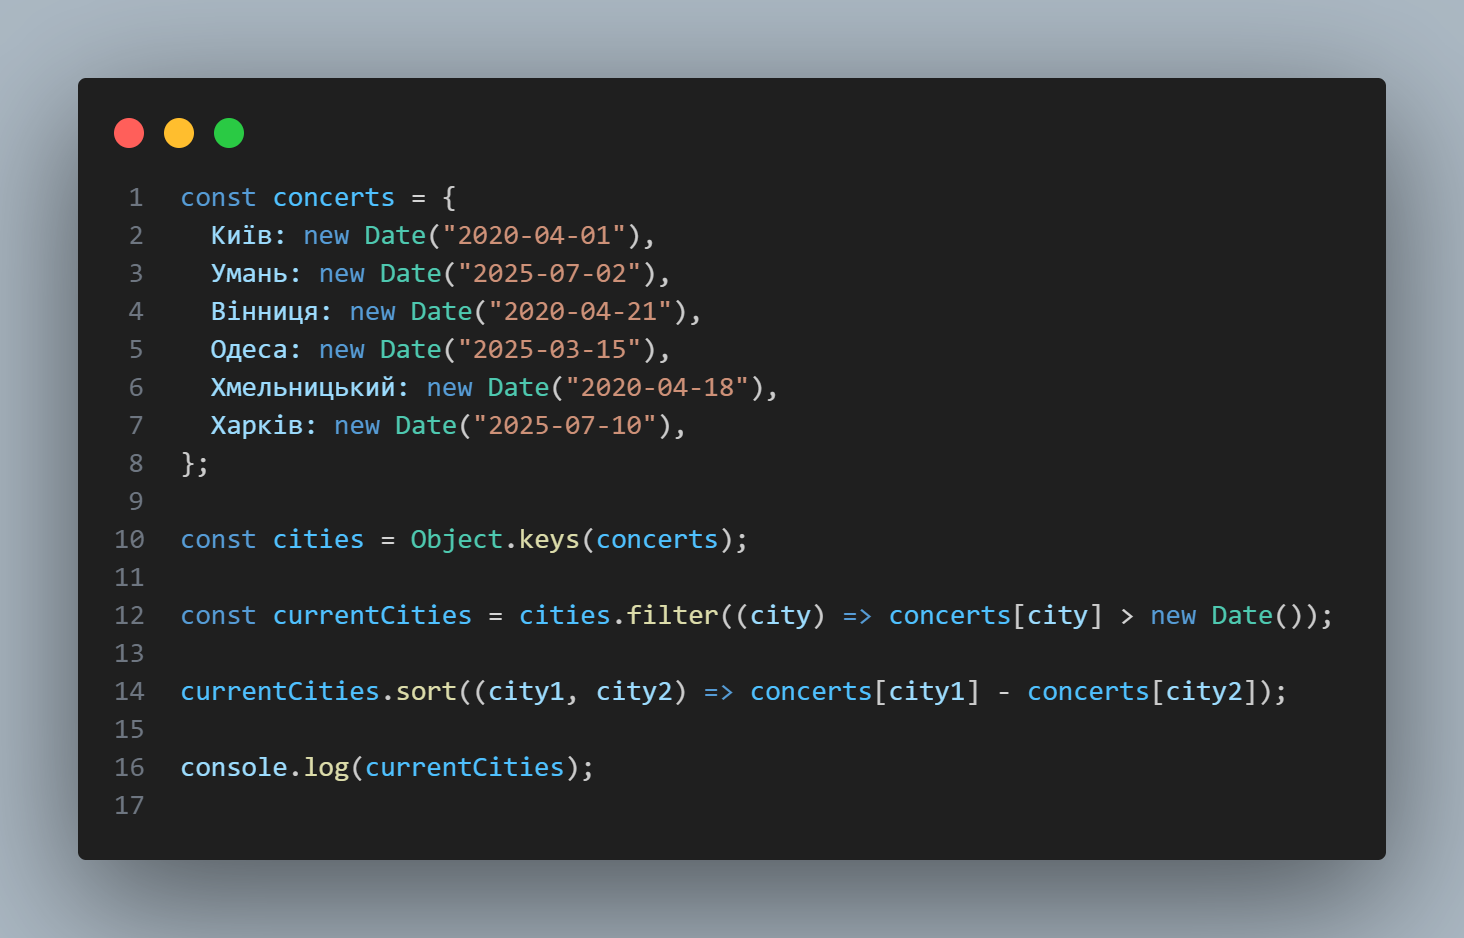 1 const concerts = {
2   Київ: new Date("2020-04-01"),
3   Умань: new Date("2025-07-02"),
4   Вінниця: new Date("2020-04-21"),
5   Одеса: new Date("2025-03-15"),
6   Хмельницький: new Date("2020-04-18"),
7   Харків: new Date("2025-07-10"),
8 };
9
10 const cities = Object.keys(concerts);
11
12 const currentCities = cities.filter((city) => concerts[city] > new Date());
13
14 currentCities.sort((city1, city2) => concerts[city1] - concerts[city2]);
15
16 console.log(currentCities);
17